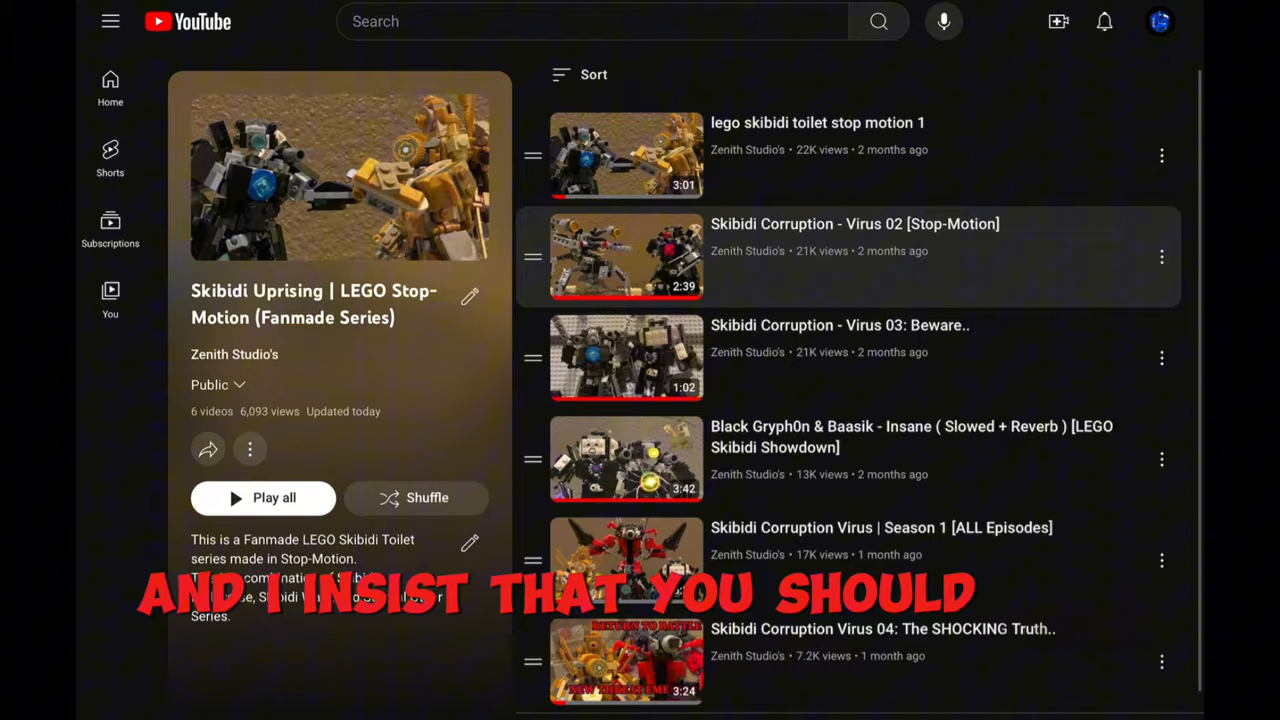 YouTube
Search
Home
Shorts
Subscriptions
You
Skibidi Uprising | LEGO Stop-
Motion (Fanmade Series)
Zenith Studio's
Public
6 videos 6,093 views Updated today
Play all
Shuffle
This is a Fanmade LEGO Skibidi Toilet
series made in Stop-Motion.
Series.
Sort
3:01
lego skibidi toilet stop motion 1
Zenith Studio's • 22K views • 2 months ago
2:39
Skibidi Corruption - Virus 02 [Stop-Motion]
Zenith Studio's • 21K views • 2 months ago
1:02
Skibidi Corruption - Virus 03: Beware..
Zenith Studio's • 21K views • 2 months ago
3:42
Black Gryph0n & Baasik - Insane ( Slowed + Reverb ) [LEGO
Skibidi Showdown]
Zenith Studio's • 13K views • 2 months ago
Skibidi Corruption Virus | Season 1 [ALL Episodes]
Zenith Studio's • 17K views • 1 month ago
RETURN TO BATTLE
NEW THREAT EME
3:24
Skibidi Corruption Virus 04: The SHOCKING Truth..
Zenith Studio's • 7.2K views • 1 month ago
AND I INSIST THAT YOU SHOULD